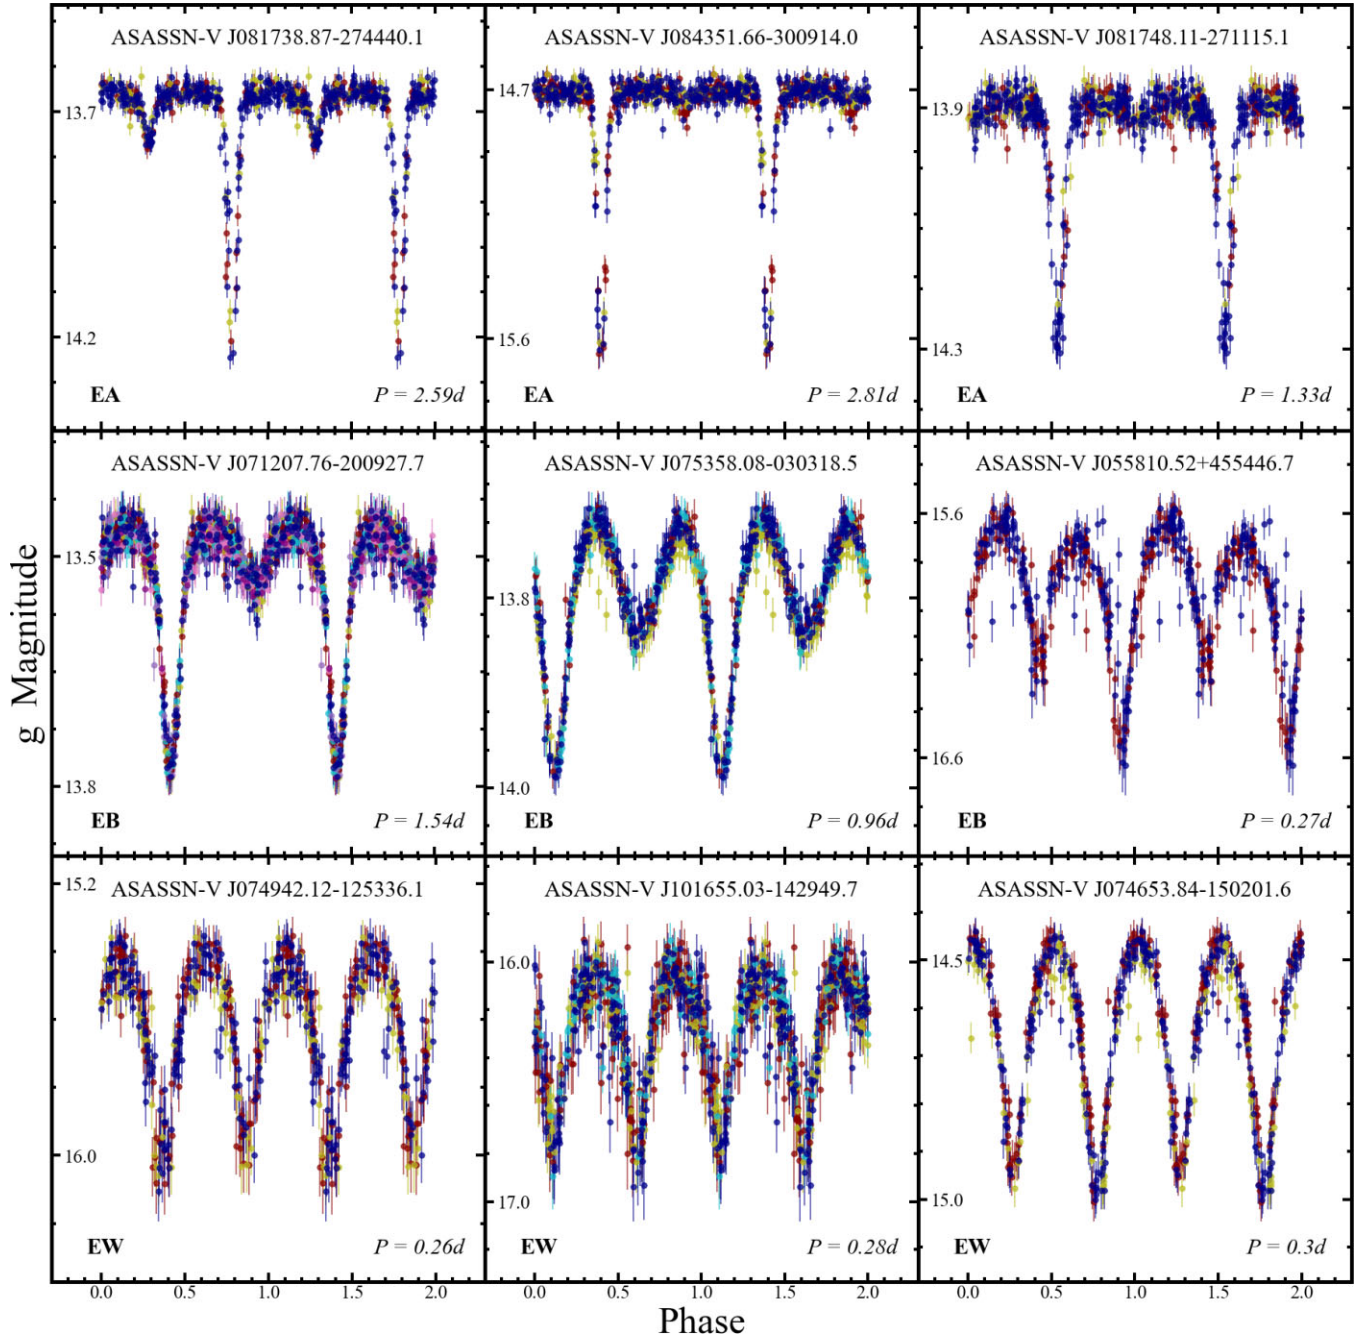 ASASSN-V J081738.87-274440.1
13.7
14.2
EA
P = 2.59d
ASASSN-V J084351.66-300914.0
14.7
15.6
EA
P = 2.81d
ASASSN-V J081748.11-271115.1
13.9
14.3
EA
P = 1.33d
g Magnitude
ASASSN-V J071207.76-200927.7
13.5
13.8
EB
P = 1.54d
ASASSN-V J075358.08-030318.5
13.8
14.0
EB
P = 0.96d
ASASSN-V J055810.52+455446.7
15.6
16.6
EB
P = 0.27d
ASASSN-V J074942.12-125336.1
15.2
16.0
EW
P = 0.26d
ASASSN-V J101655.03-142949.7
16.0
17.0
EW
P = 0.28d
ASASSN-V J074653.84-150201.6
14.5
15.0
EW
P = 0.3d
0.0 0.5 1.0 1.5 2.0
0.0 0.5 1.0 1.5 2.0
0.0 0.5 1.0 1.5 2.0
Phase